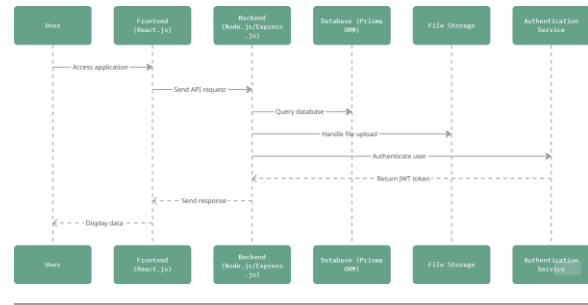 User
Frontend
(React.js)
Backend
(Node.js/Express
.js)
Database (Prisma
ORM)
File Storage
Authentication
Service
Access application
Send API request
Query database
Handle file upload
Authenticate user
Return JWT token
Send response
Display data
User
Frontend
(React.js)
Backend
(Node.js/Express
.js)
Database (Prisma
ORM)
File Storage
Authentication
Service